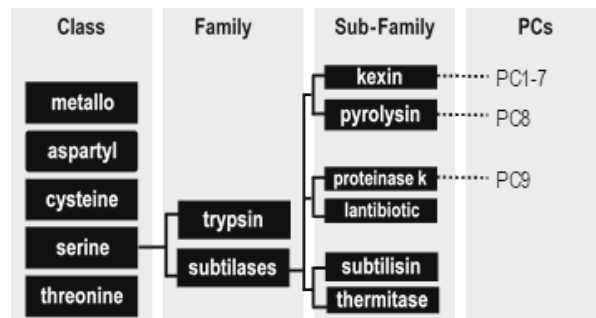 Class
Family
Sub-Family
PCs
metallo
aspartyl
cysteine
serine
threonine
trypsin
subtilases
kexin
pyrolysin
proteinase k
lantibiotic
subtilisin
thermitase
PC1-7
PC8
PC9